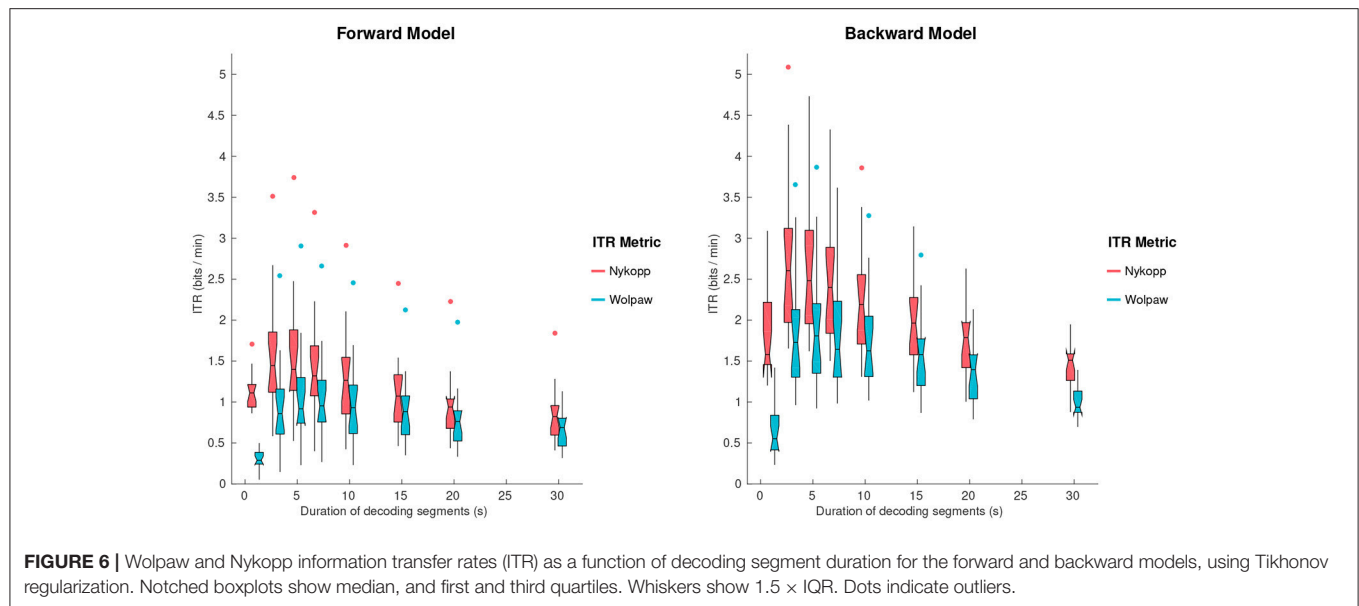 Forward Model
5
4.5
4
3.5
3
2.5
2
1.5
1
0.5
0
ITR (bits / min)
0 5 10 15 20 25 30
Duration of decoding segments (s)
ITR Metric
Nykopp
Wolpaw
Backward Model
5
4.5
4
3.5
3
2.5
2
1.5
1
0.5
0
ITR (bits / min)
0 5 10 15 20 25 30
Duration of decoding segments (s)
ITR Metric
Nykopp
Wolpaw
FIGURE 6 | Wolpaw and Nykopp information transfer rates (ITR) as a function of decoding segment duration for the forward and backward models, using Tikhonov
regularization. Notched boxplots show median, and first and third quartiles. Whiskers show 1.5 × IQR. Dots indicate outliers.